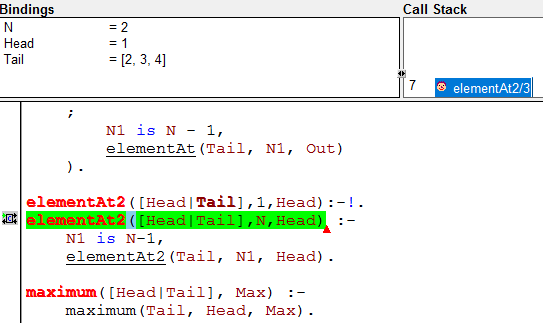 Bindings
N = 2
Head = 1
Tail = [2, 3, 4]
Call Stack
7 elementAt2/3
;
N1 is N - 1,
elementAt(Tail, N1, Out)
).
elementAt2([Head|Tail],1,Head):-!.
elementAt2([Head|Tail],N,Head) :-
N1 is N-1,
elementAt2(Tail, N1, Head).
maximum([Head|Tail], Max) :-
maximum(Tail, Head, Max).